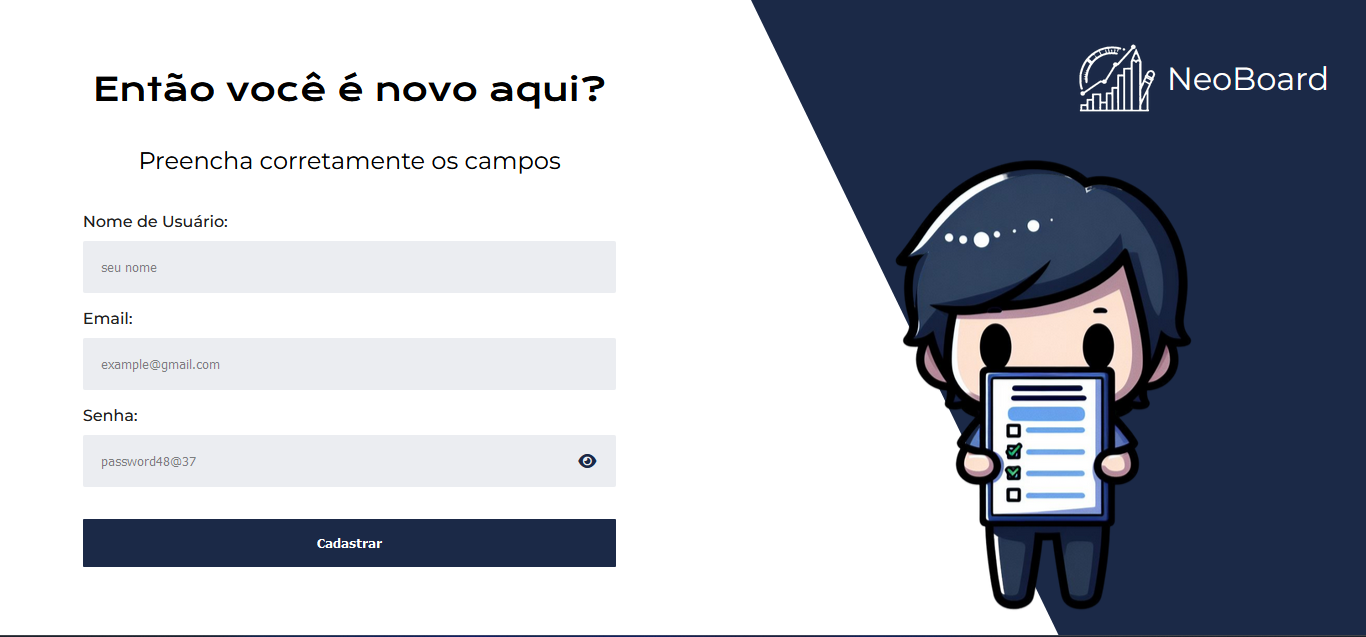 Então você é novo aqui?
Preencha corretamente os campos
Nome de Usuário:
seu nome
Email:
example@gmail.com
Senha:
password48@37
Cadastrar
NeoBoard